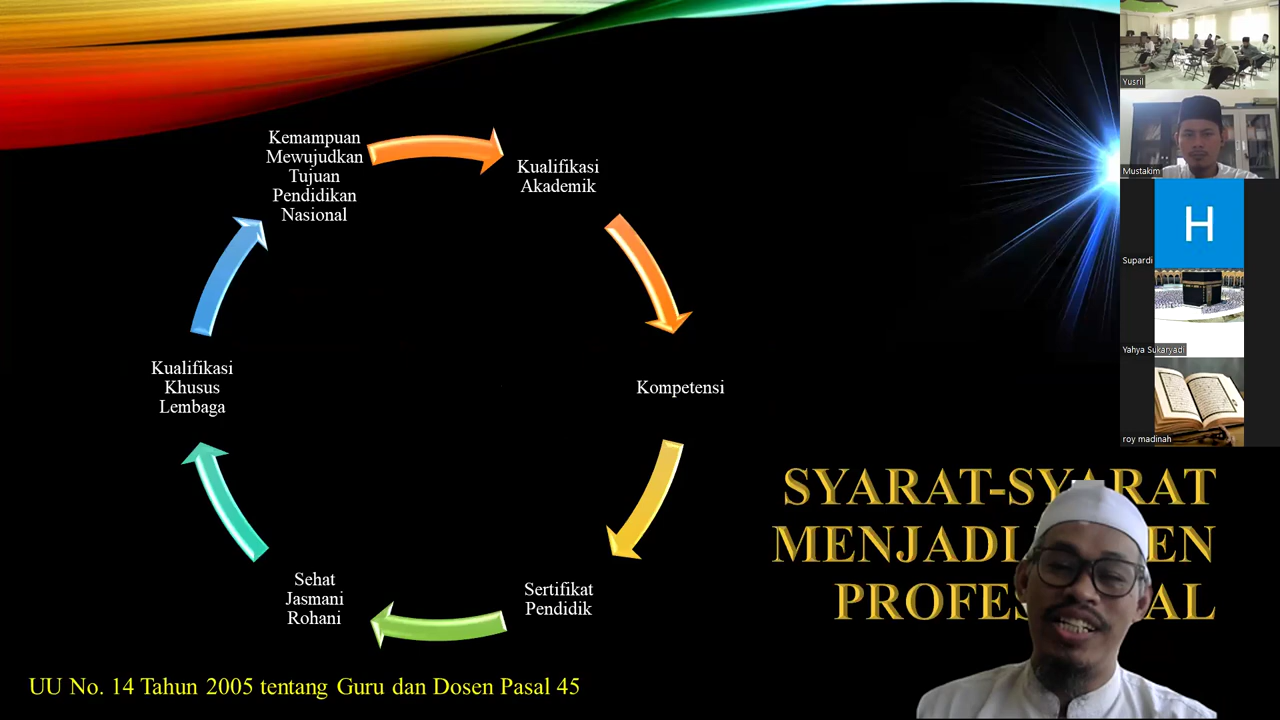 Kemampuan
Mewujudkan
Tujuan
Pendidikan
Nasional
Kualifikasi
Akademik
Kompetensi
Sertifikat
Pendidik
Sehat
Jasmani
Rohani
Kualifikasi
Khusus
Lembaga
SYARAT-SYARAT
MENJADI EN
PROFES AL
UU No. 14 Tahun 2005 tentang Guru dan Dosen Pasal 45
Yusril
Mustakim
H
Supardi
Yahya Sukaryadi
roy madinah